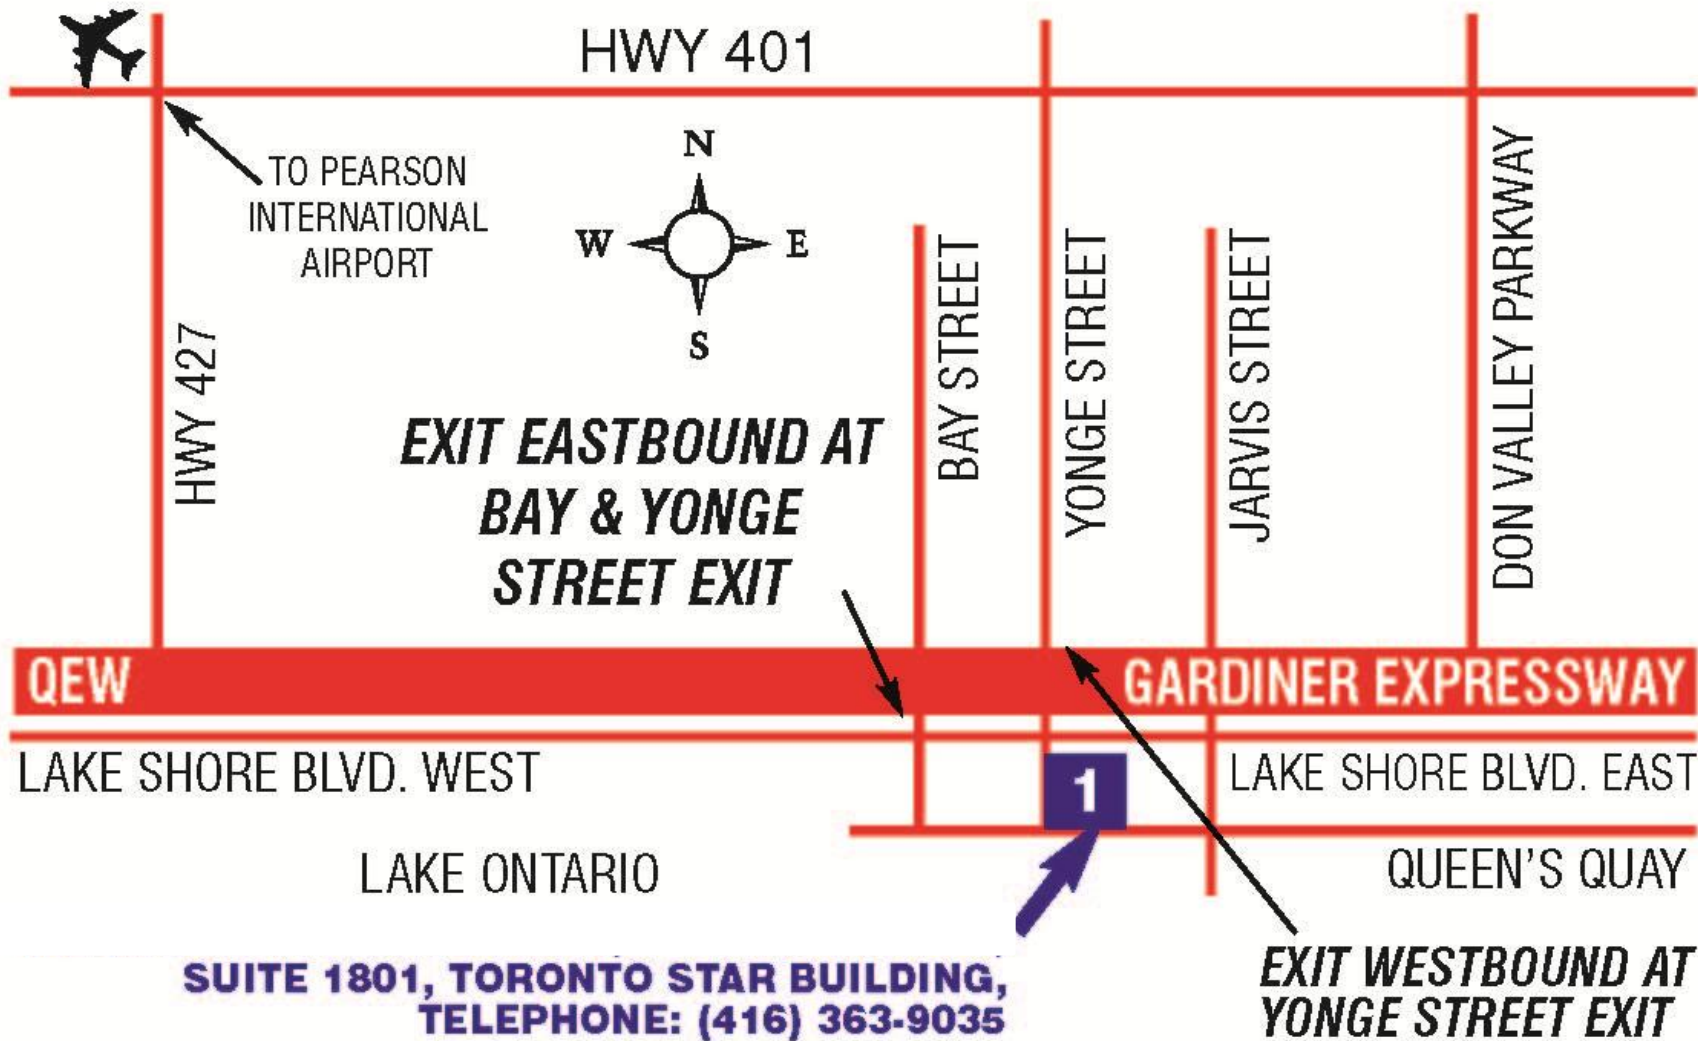 HWY 401
TO PEARSON
INTERNATIONAL
AIRPORT
N
W
E
S
HWY 427
BAY STREET
YONGE STREET
JARVIS STREET
DON VALLEY PARKWAY
EXIT EASTBOUND AT
BAY & YONGE
STREET EXIT
QEW
GARDINER EXPRESSWAY
LAKE SHORE BLVD. WEST
1
LAKE SHORE BLVD. EAST
LAKE ONTARIO
QUEEN'S QUAY
SUITE 1801, TORONTO STAR BUILDING,
TELEPHONE: (416) 363-9035
EXIT WESTBOUND AT
YONGE STREET EXIT